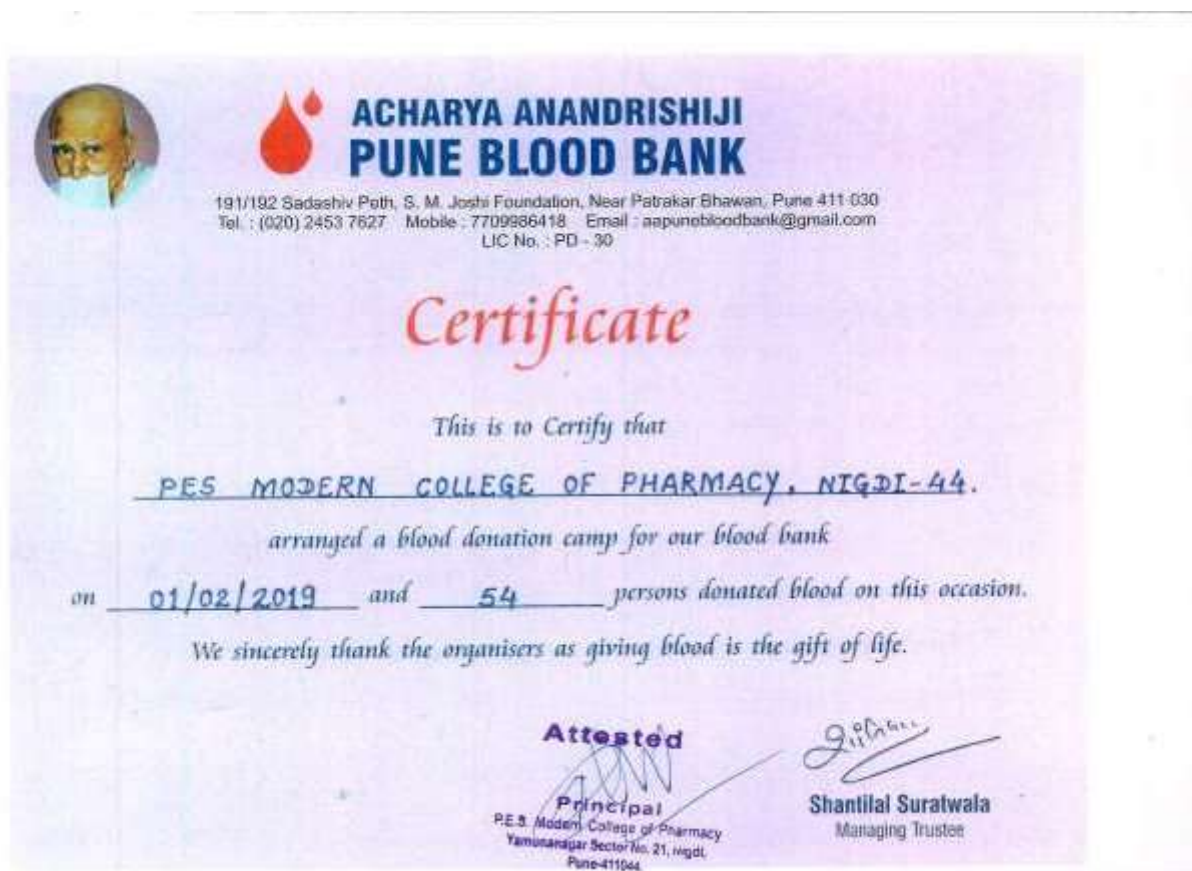 ACHARYA ANANDRISHIJI
PUNE BLOOD BANK
191/192 Sadashiv Peth, S. M. Joshi Foundation, Near Patrakar Bhawan, Pune 411 030
Tel. : (020) 2453 7627 Mobile : 7709986418 Email : aapunebloodbank@gmail.com
LIC No. : PD - 30
Certificate
This is to Certify that
PES MODERN COLLEGE OF PHARMACY, NIGDI-44.
arranged a blood donation camp for our blood bank
on 01/02/2019 and 54 persons donated blood on this occasion.
We sincerely thank the organisers as giving blood is the gift of life.
Attested
Principal
P.E.S. Modern College of Pharmacy
Yamunanagar Sector No. 21, Nigdi,
Pune-411044.
Shantilal Suratwala
Managing Trustee